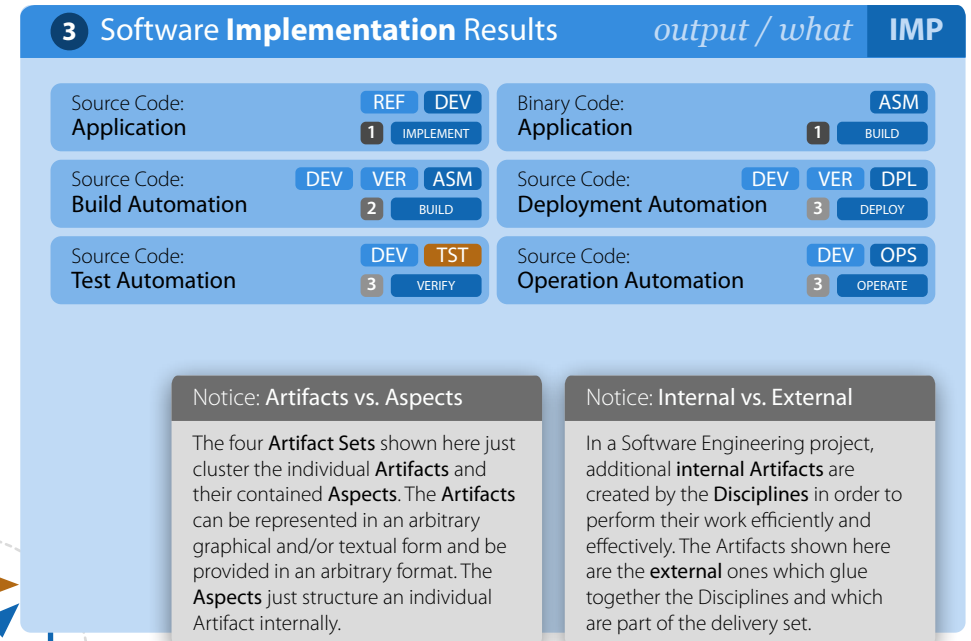 3 Software Implementation Results output / what IMP
Source Code: REF DEV
Application 1 IMPLEMENT
Binary Code: ASM
Application 1 BUILD
Source Code: DEV VER ASM
Build Automation 2 BUILD
Source Code: DEV VER DPL
Deployment Automation 3 DEPLOY
Source Code: DEV TST
Test Automation 3 VERIFY
Source Code: DEV OPS
Operation Automation 3 OPERATE
Notice: Artifacts vs. Aspects
The four Artifact Sets shown here just
cluster the individual Artifacts and
their contained Aspects. The Artifacts
can be represented in an arbitrary
graphical and/or textual form and be
provided in an arbitrary format. The
Aspects just structure an individual
Artifact internally.
Notice: Internal vs. External
In a Software Engineering project,
additional internal Artifacts are
created by the Disciplines in order to
perform their work efficiently and
effectively. The Artifacts shown here
are the external ones which glue
together the Disciplines and which
are part of the delivery set.